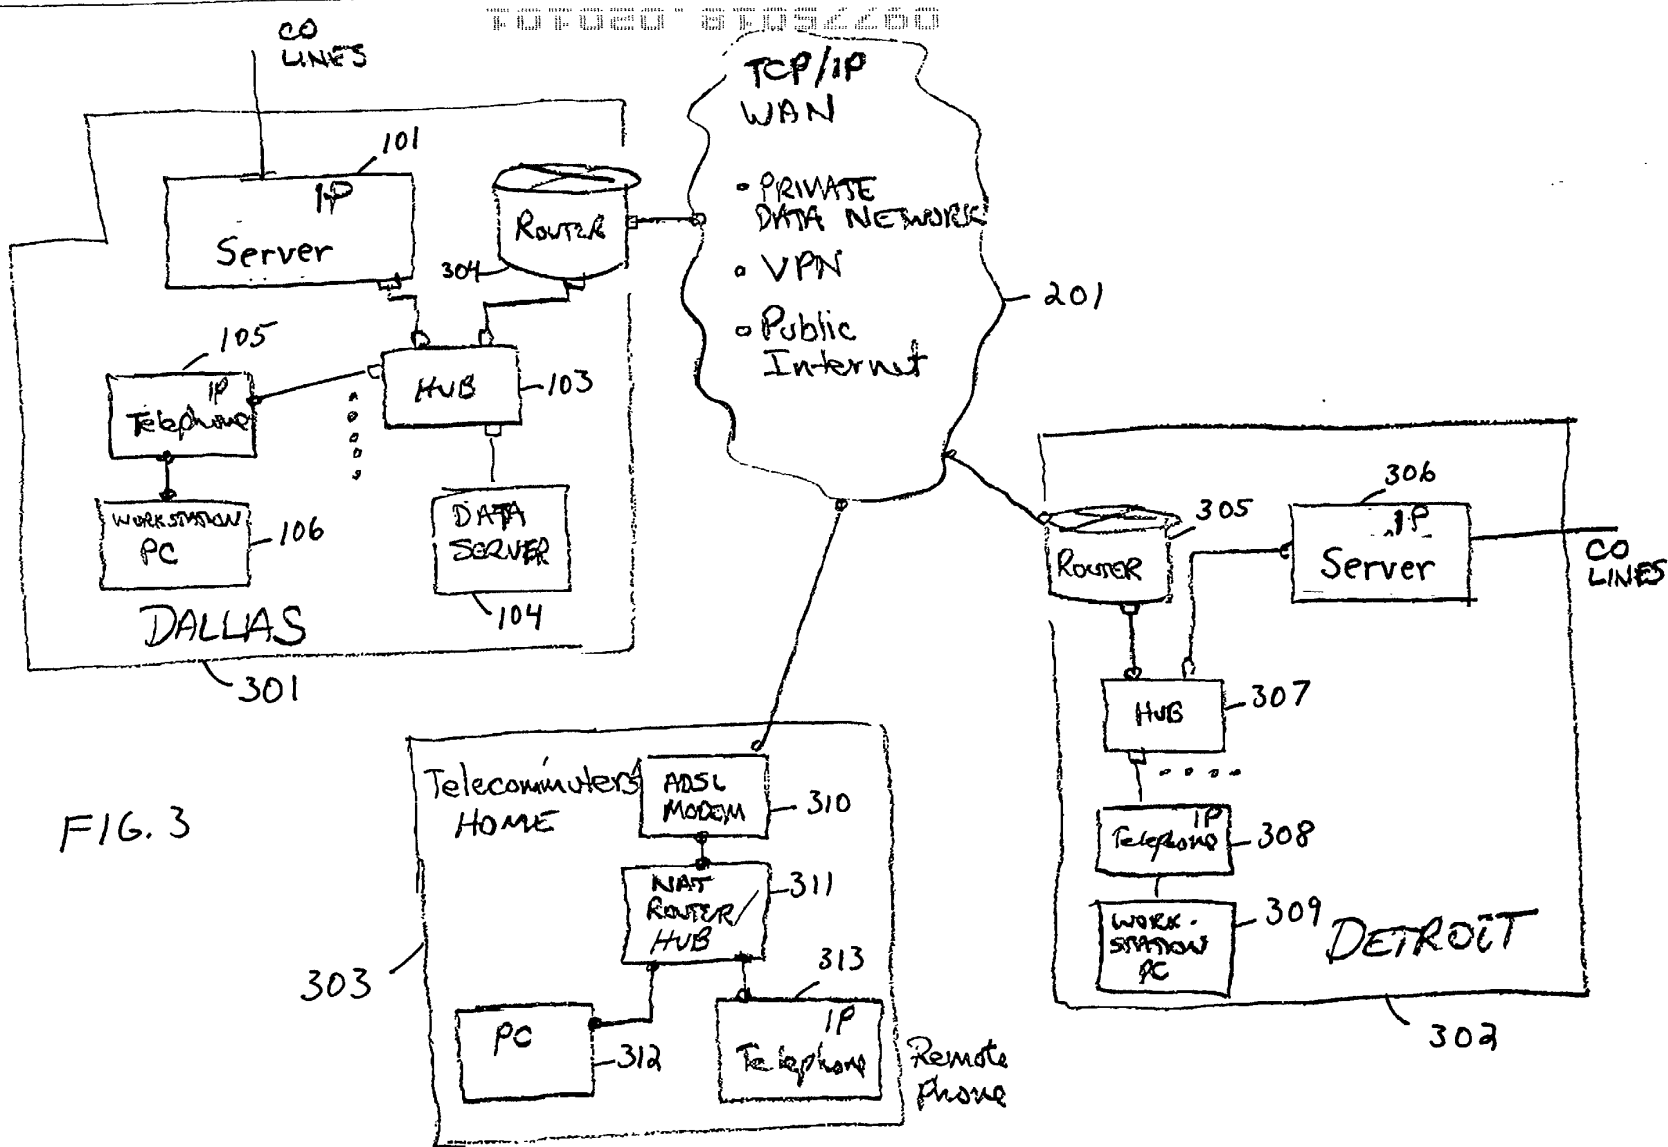 09775018.020101
CO
LINES
101
IP
Server
ROUTER
304
105
IP
Telephone
HUB
103
WORKSTATION
PC
106
DATA
SERVER
104
DALLAS
301
TCP/IP
WAN
• PRIVATE
DATA NETWORK
• VPN
• Public
Internet
201
305
ROUTER
306
IP
Server
CO
LINES
HUB
307
IP
Telephone
308
WORK-
STATION
PC
309
DETROIT
302
FIG. 3
Telecommuters'
HOME
ADSL
MODEM
310
NAT
ROUTER/
HUB
311
303
PC
312
313
IP
Telephone
Remote
Phone